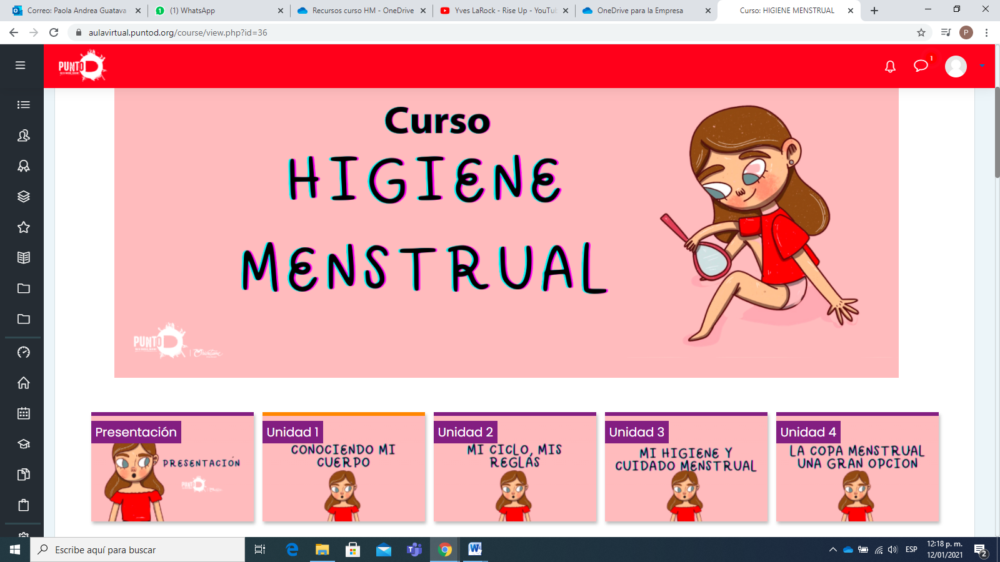 Correo: Paola Andrea Guatava
(1) WhatsApp
Recursos curso HM - OneDrive
Yves LaRock - Rise Up - YouTub
OneDrive para la Empresa
Curso: HIGIENE MENSTRUAL
aulavirtual.puntod.org/course/view.php?id=36
P
PUNTO D
1
Curso
HIGIENE
MENSTRUAL
PUNTO D
Presentación
PRESENTACIÓN
Unidad 1
CONOCIENDO MI
CUERPO
Unidad 2
MI CICLO, MIS
REGLAS
Unidad 3
MI HIGIENE Y
CUIDADO MENSTRUAL
Unidad 4
LA COPA MENSTRUAL
UNA GRAN OPCION
Escribe aquí para buscar
ESP
12:18 p. m.
12/01/2021
2